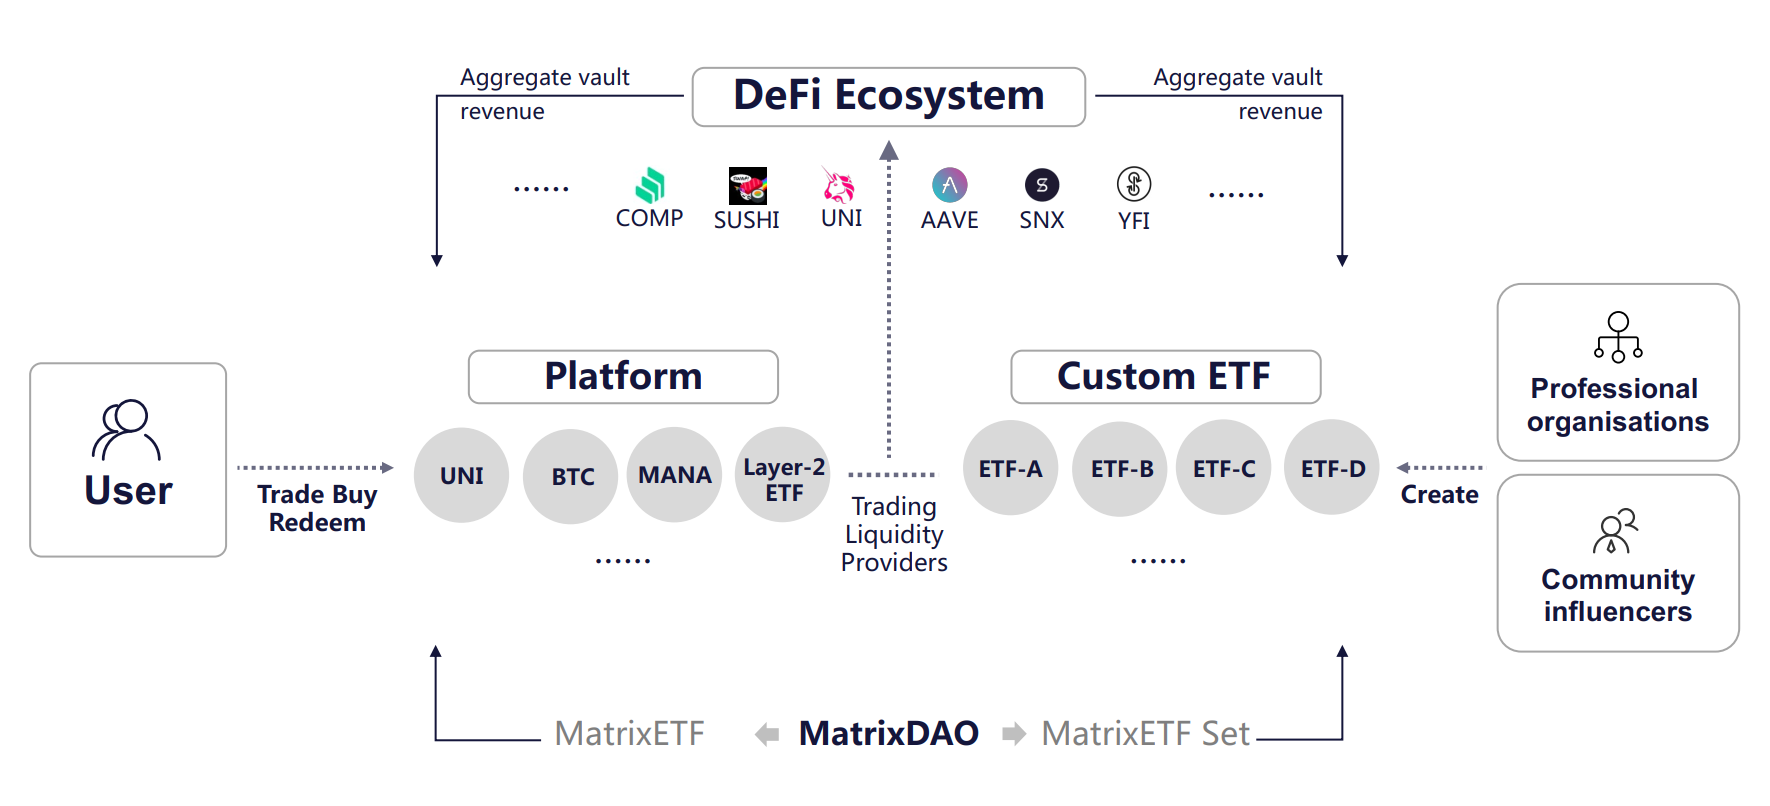 Aggregate vault
revenue
DeFi Ecosystem
Aggregate vault
revenue
......
COMP
SUSHI
UNI
AAVE
SNX
YFI
......
Platform
Custom ETF
User
Trade Buy
Redeem
UNI
BTC
MANA
Layer-2
ETF
......
Trading
Liquidity
Providers
ETF-A
ETF-B
ETF-C
ETF-D
......
Create
Professional
organisations
Community
influencers
MatrixETF
MatrixDAO
MatrixETF Set